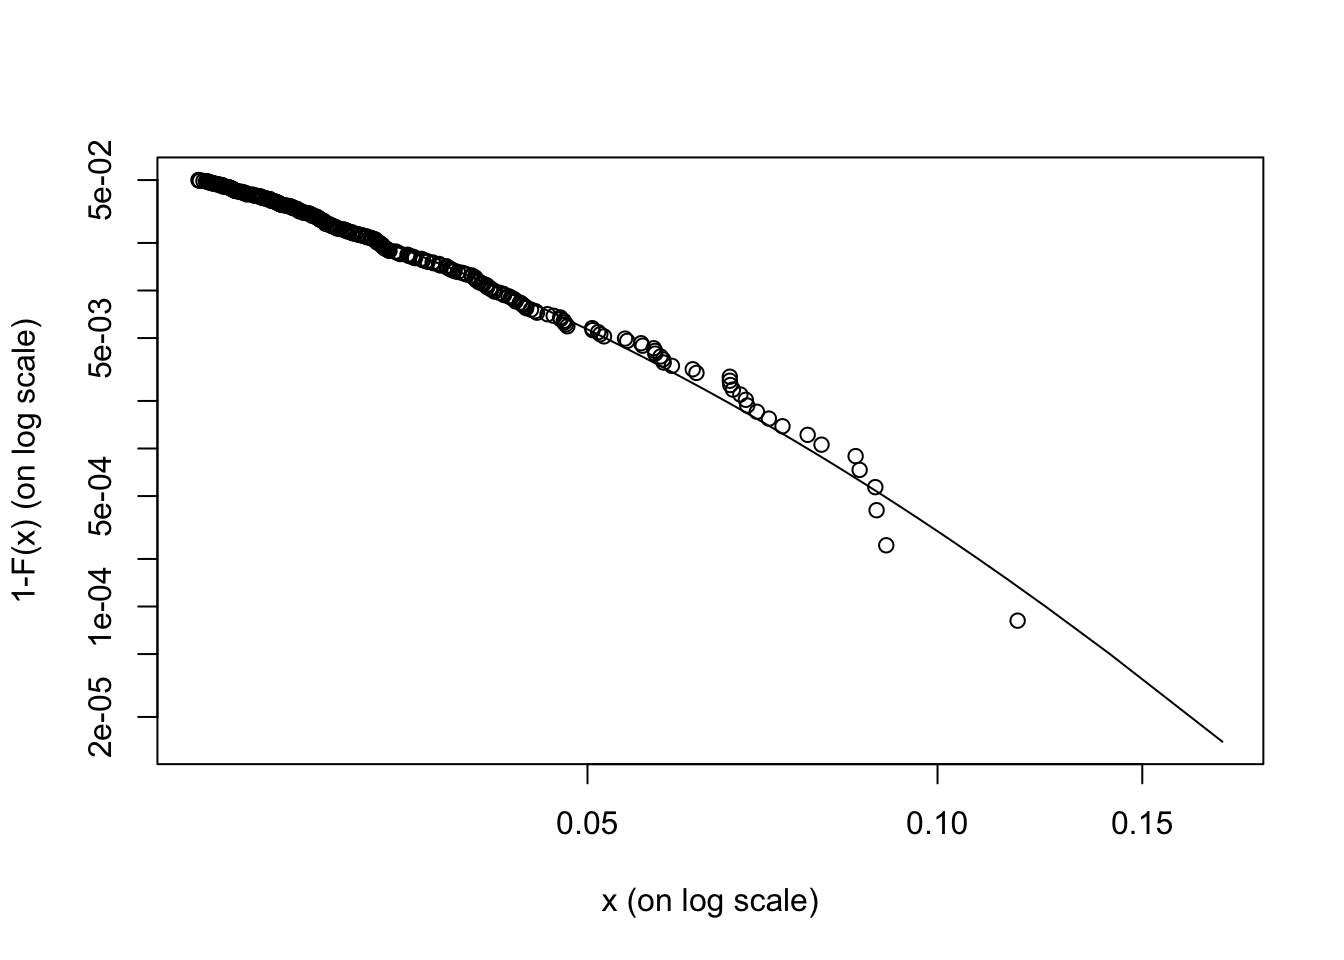 1-F(x) (on log scale)
5e-02
5e-03
5e-04
1e-04
2e-05
0.05
0.10
0.15
x (on log scale)